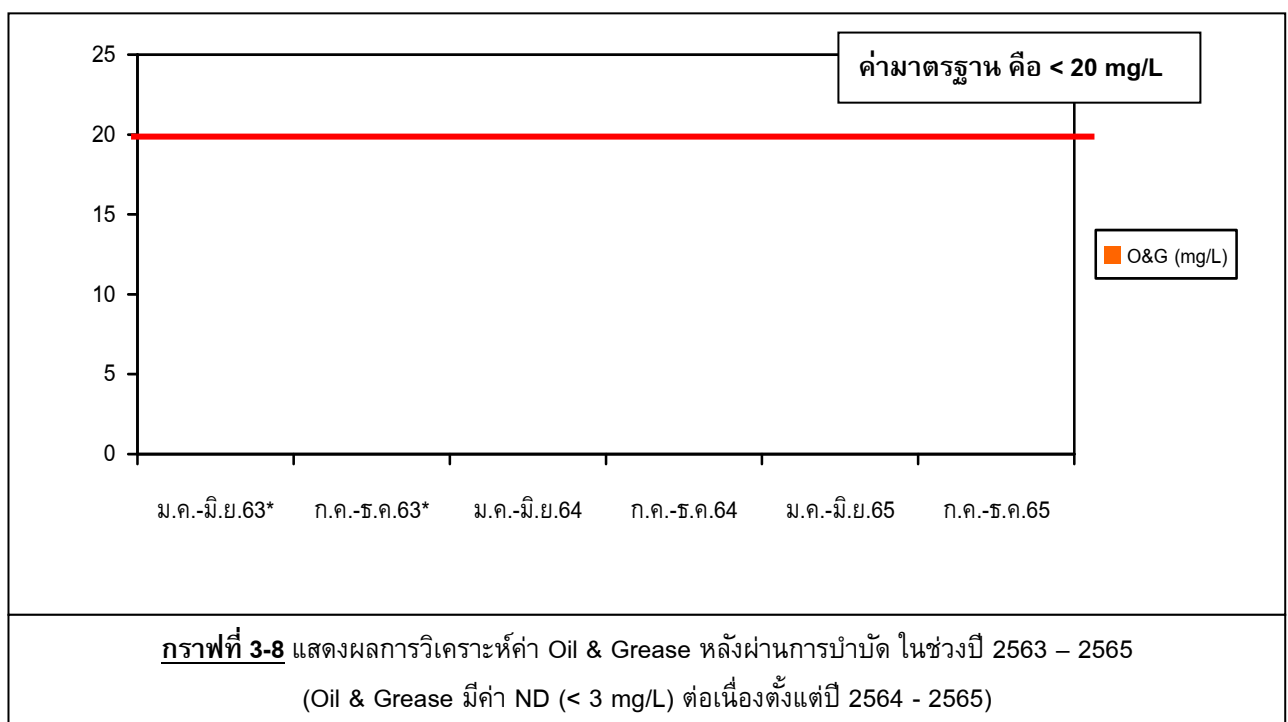 25
ค่ามาตรฐาน คือ < 20 mg/L
20
15
O&G (mg/L)
10
5
0
ม.ค.-มิ.ย.63* ก.ค.-ธ.ค.63* ม.ค.-มิ.ย.64 ก.ค.-ธ.ค.64 ม.ค.-มิ.ย.65 ก.ค.-ธ.ค.65
กราฟที่ 3-8 แสดงผลการวิเคราะห์ค่า Oil & Grease หลังผ่านการบำบัด ในช่วงปี 2563 – 2565
(Oil & Grease มีค่า ND (< 3 mg/L) ต่อเนื่องตั้งแต่ปี 2564 - 2565)